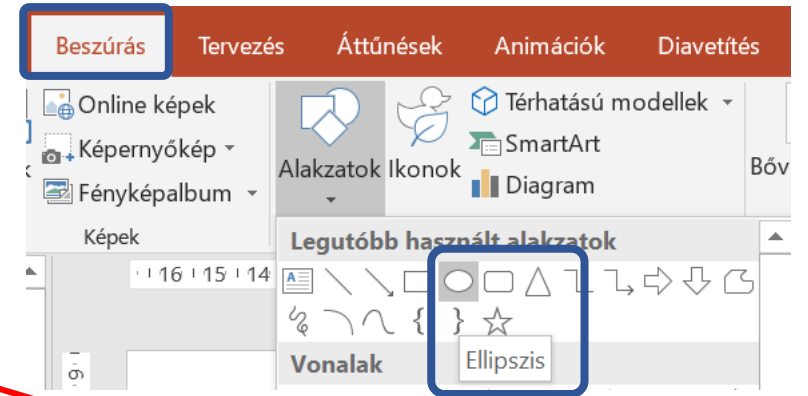 Beszúrás Tervezés Áttűnések Animációk Diavetítés
Online képek
Képernyőkép
Fényképalbum
Képek
Alakzatok
Ikonok
Térhatású modellek
SmartArt
Diagram
Bőv
Legutóbb használt alakzatok
16 15 14
Ellipszis
Vonalak
9